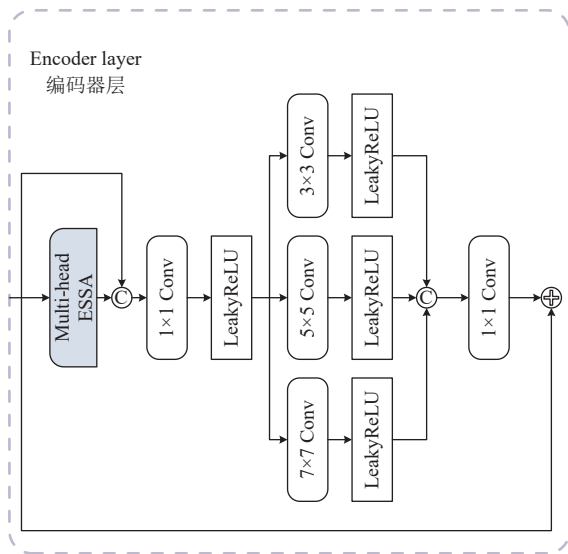 Encoder layer
编码器层
3×3 Conv
LeakyReLU
Multi-head
ESSA
C
1×1 Conv
LeakyReLU
5×5 Conv
LeakyReLU
C
1×1 Conv
7×7 Conv
LeakyReLU